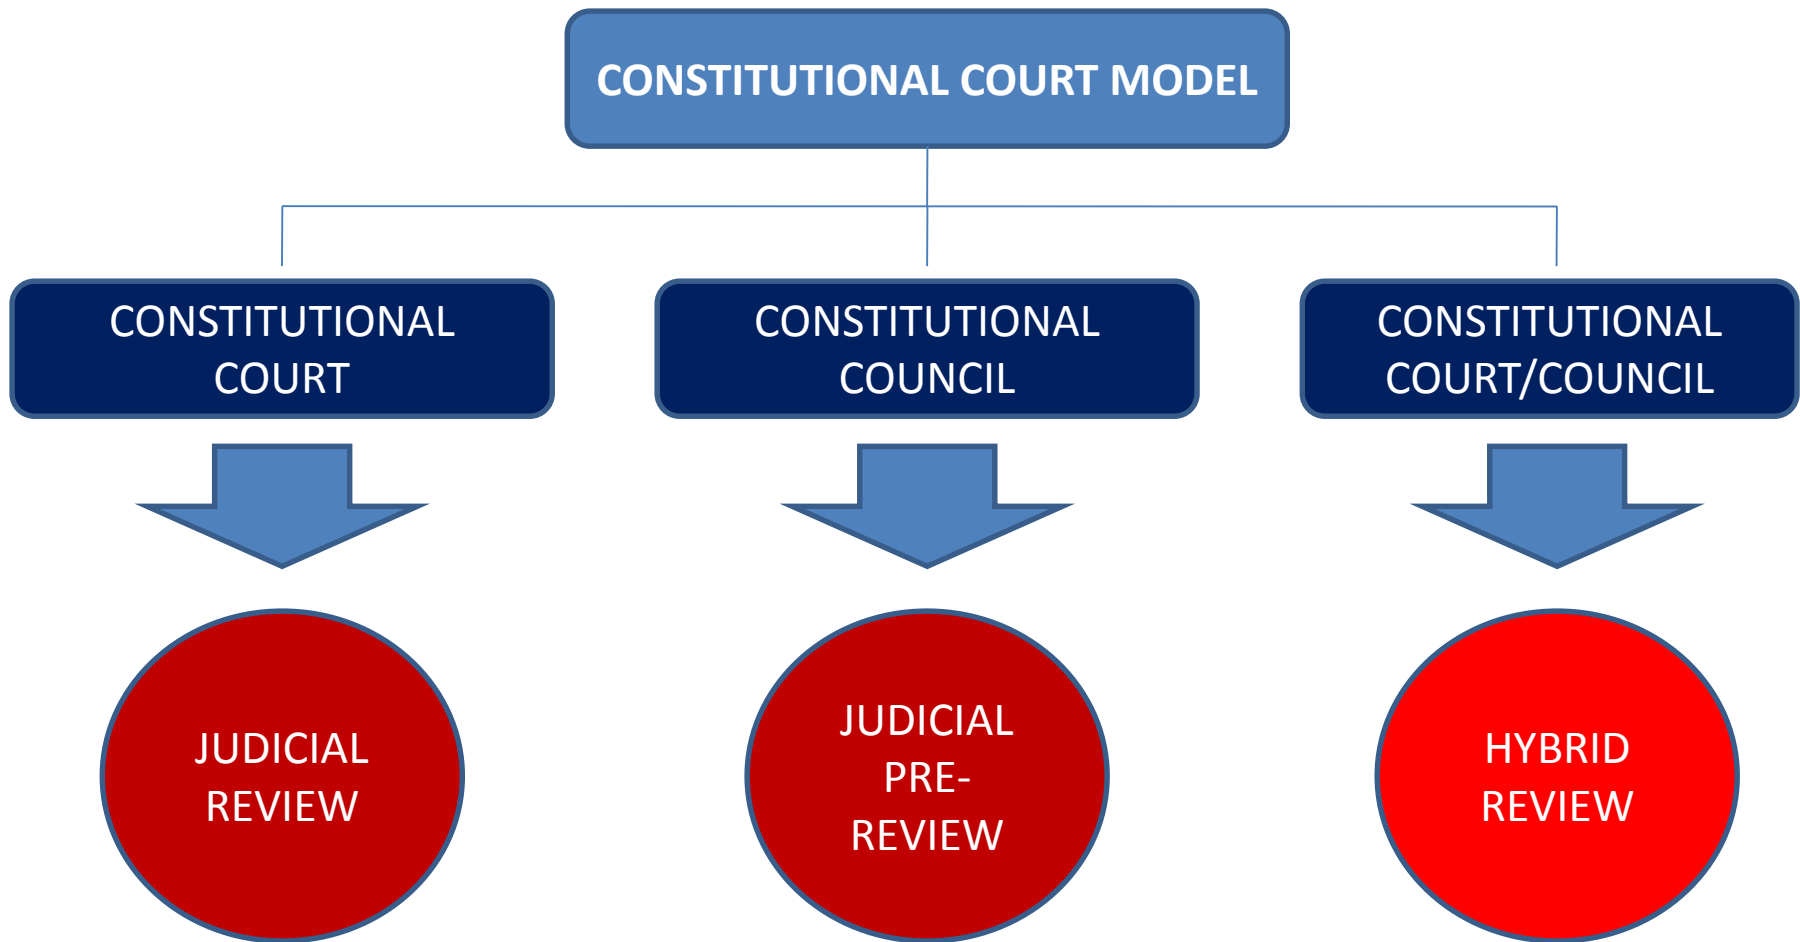 CONSTITUTIONAL COURT MODEL
CONSTITUTIONAL
COURT
CONSTITUTIONAL
COUNCIL
CONSTITUTIONAL
COURT/COUNCIL
JUDICIAL
REVIEW
JUDICIAL
PRE-
REVIEW
HYBRID
REVIEW